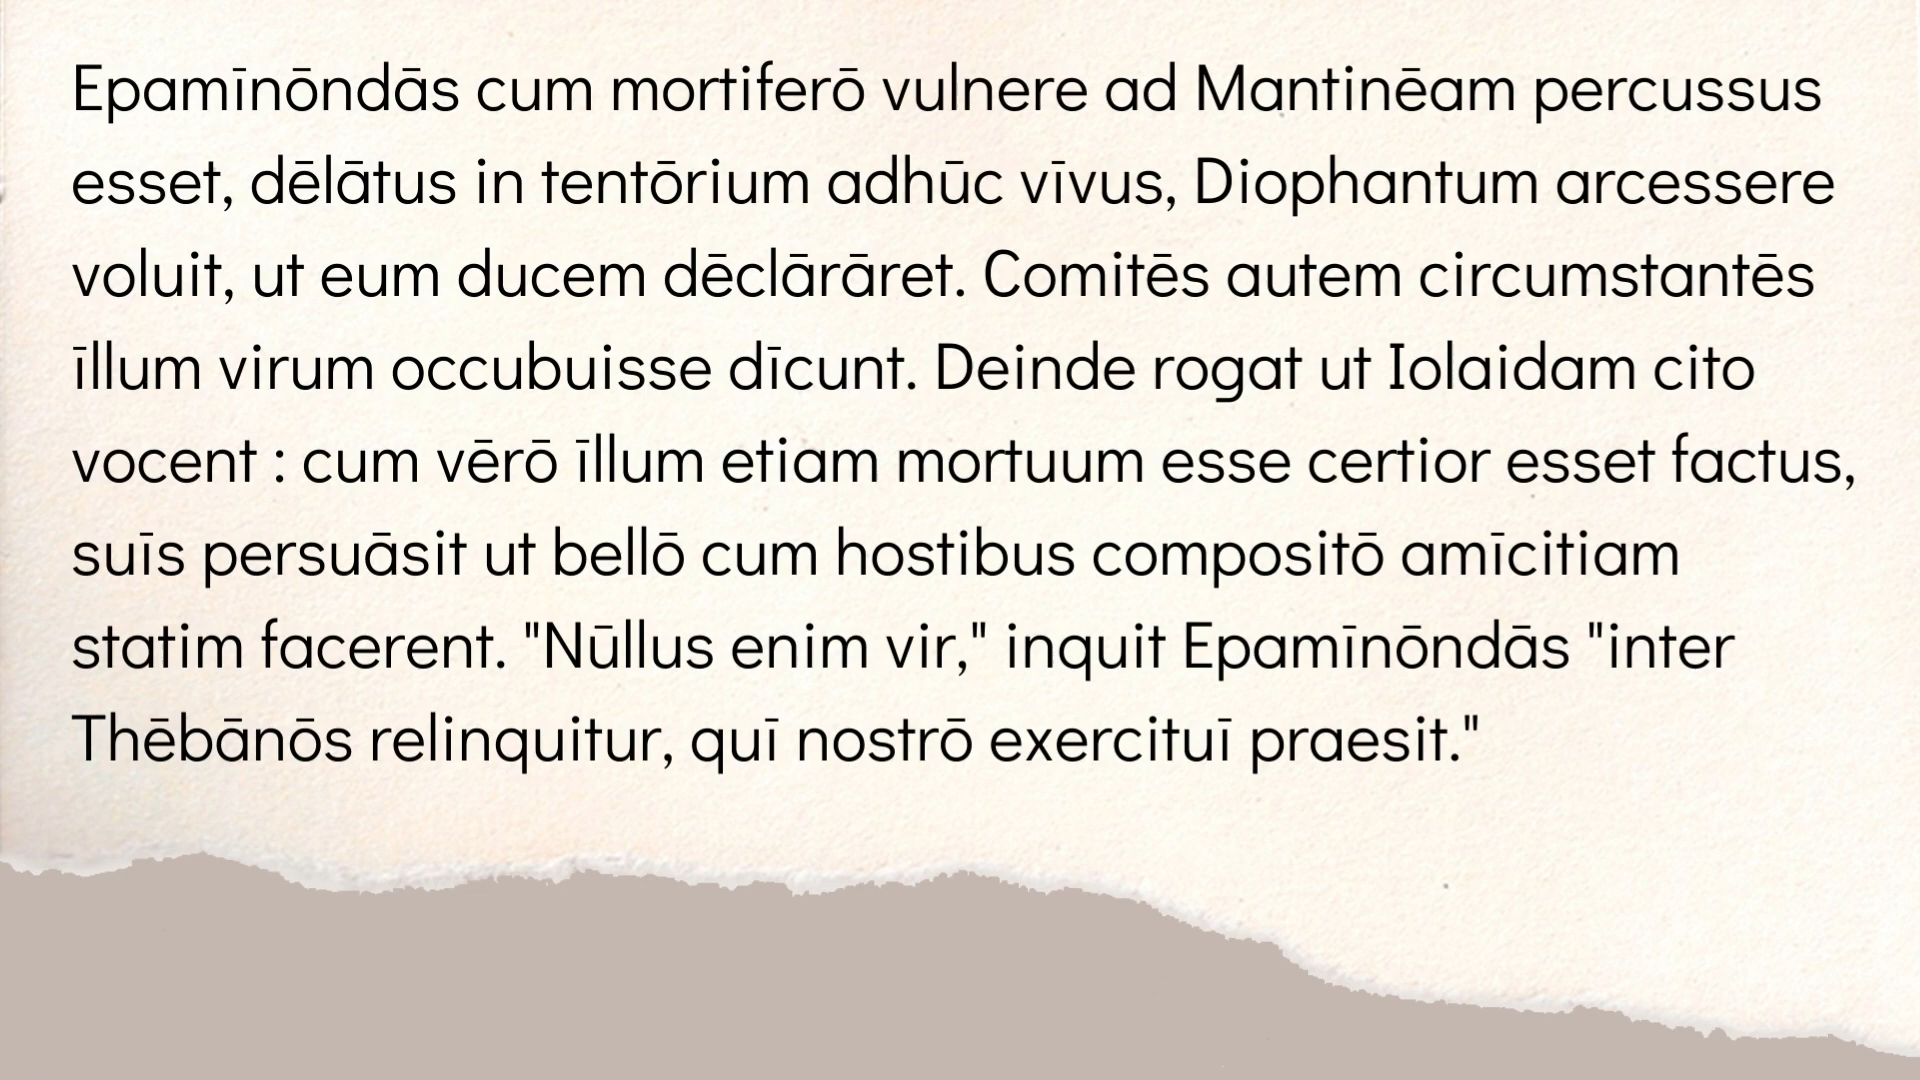 Epamīnōndās cum mortiferō vulnere ad Mantinēam percussus
esset, dēlātus in tentōrium adhūc vīvus, Diophantum arcessere
voluit, ut eum ducem dēclārāret. Comitēs autem circumstantēs
īllum virum occubuisse dīcunt. Deinde rogat ut Iolaidam cito
vocent : cum vērō īllum etiam mortuum esse certior esset factus,
suīs persuāsit ut bellō cum hostibus compositō amīcitiam
statim facerent. "Nūllus enim vir," inquit Epamīnōndās "inter
Thēbānōs relinquitur, quī nostrō exercituī praesit."